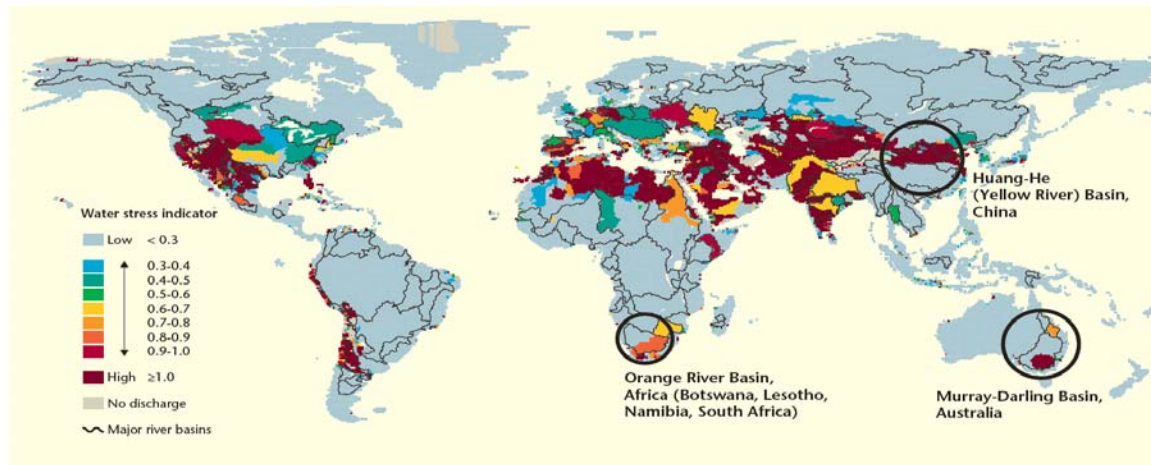 Water stress indicator
Low < 0.3
0.3-0.4
0.4-0.5
0.5-0.6
0.6-0.7
0.7-0.8
0.8-0.9
0.9-1.0
High ≥1.0
No discharge
Major river basins
Huang-He
(Yellow River) Basin,
China
Orange River Basin,
Africa (Botswana, Lesotho,
Namibia, South Africa)
Murray-Darling Basin,
Australia